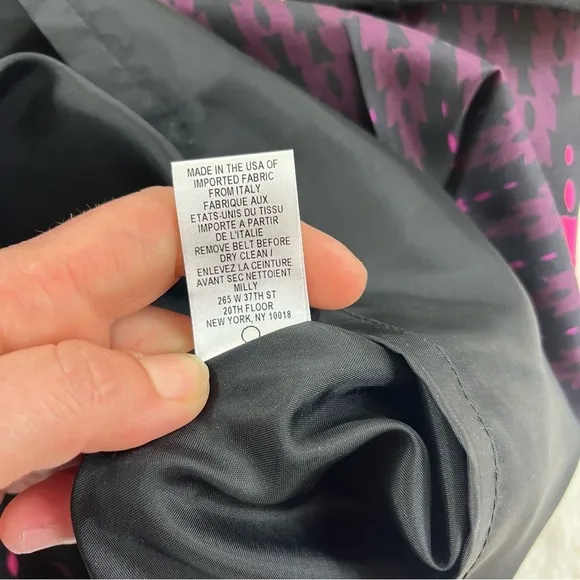 MADE IN THE USA OF
IMPORTED FABRIC
FROM ITALY
FABRIQUE AUX
ETATS-UNIS DU TISSU
IMPORTE A PARTIR
DE L'ITALIE
REMOVE BELT BEFORE
DRY CLEAN /
ENLEVEZ LA CEINTURE
AVANT SEC NETTOIENT
MILLY
265 W 37TH ST
20TH FLOOR
NEW YORK, NY 10018